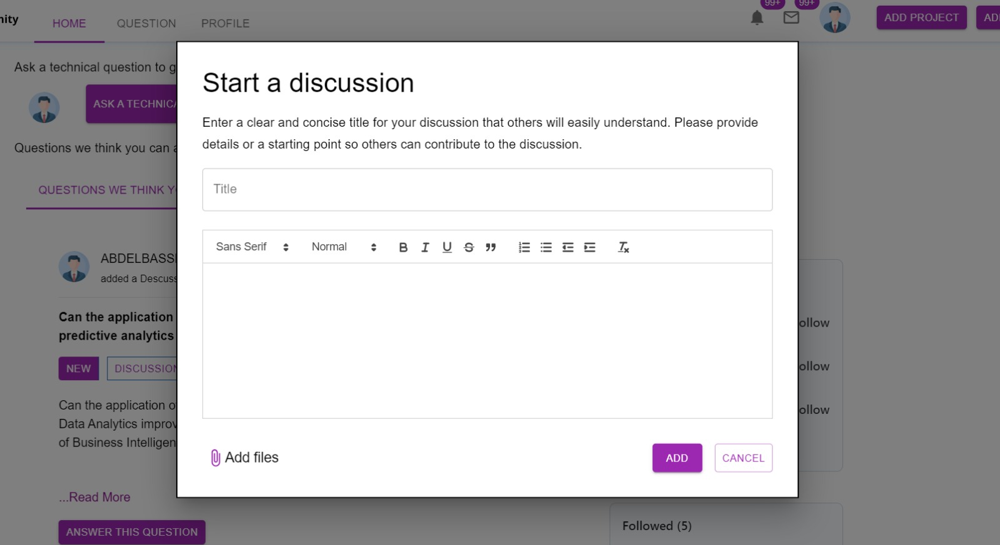 nity
HOME
QUESTION
PROFILE
99+
99+
ADD PROJECT
Ask a technical question to
ASK A
Questions we think you can
QUESTIONS WE THINK
Start a discussion
Enter a clear and concise title for your discussion that others will easily understand. Please provide
details or a starting point so others can contribute to the discussion.
Title
Sans Serif
Normal
Add files
ADD
CANCEL
ABDELBASS
added a Descuss
Can the application
predictive analytics
NEW
DISCUSSION
Can the application
Data Analytics improv
of Business Intelligen
...Read More
ANSWER THIS QUESTION
ollow
ollow
ollow
Followed (5)